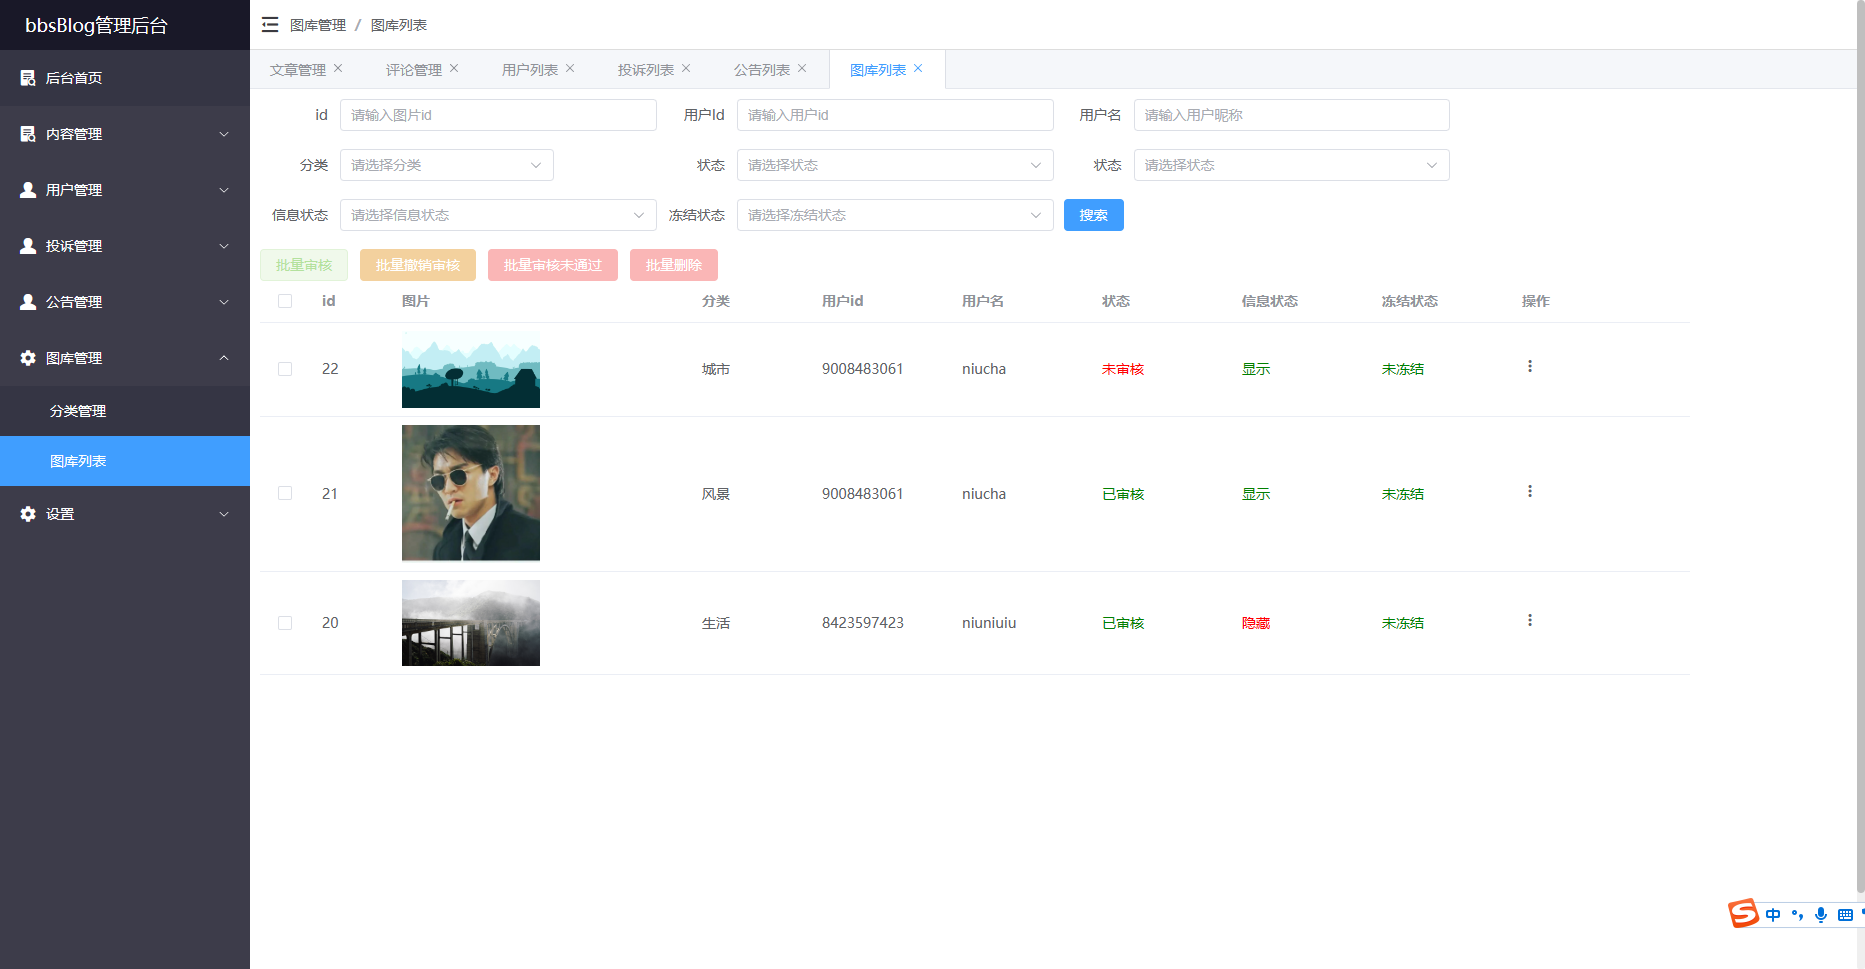 bbsBlog管理后台
图库管理 / 图库列表
后台首页
内容管理
用户管理
投诉管理
公告管理
图库管理
分类管理
图库列表
设置
文章管理 评论管理 用户列表 投诉列表 公告列表 图库列表
id 请输入图片id 用户Id 请输入用户id 用户名 请输入用户昵称
分类 请选择分类 状态 请选择状态 状态 请选择状态
信息状态 请选择信息状态 冻结状态 请选择冻结状态 搜索
批量审核 批量撤销审核 批量审核未通过 批量删除
id 图片 分类 用户id 用户名 状态 信息状态 冻结状态 操作
22 城市 9008483061 niucha 未审核 显示 未冻结
21 风景 9008483061 niucha 已审核 显示 未冻结
20 生活 8423597423 niuniuiu 已审核 隐藏 未冻结
S 中